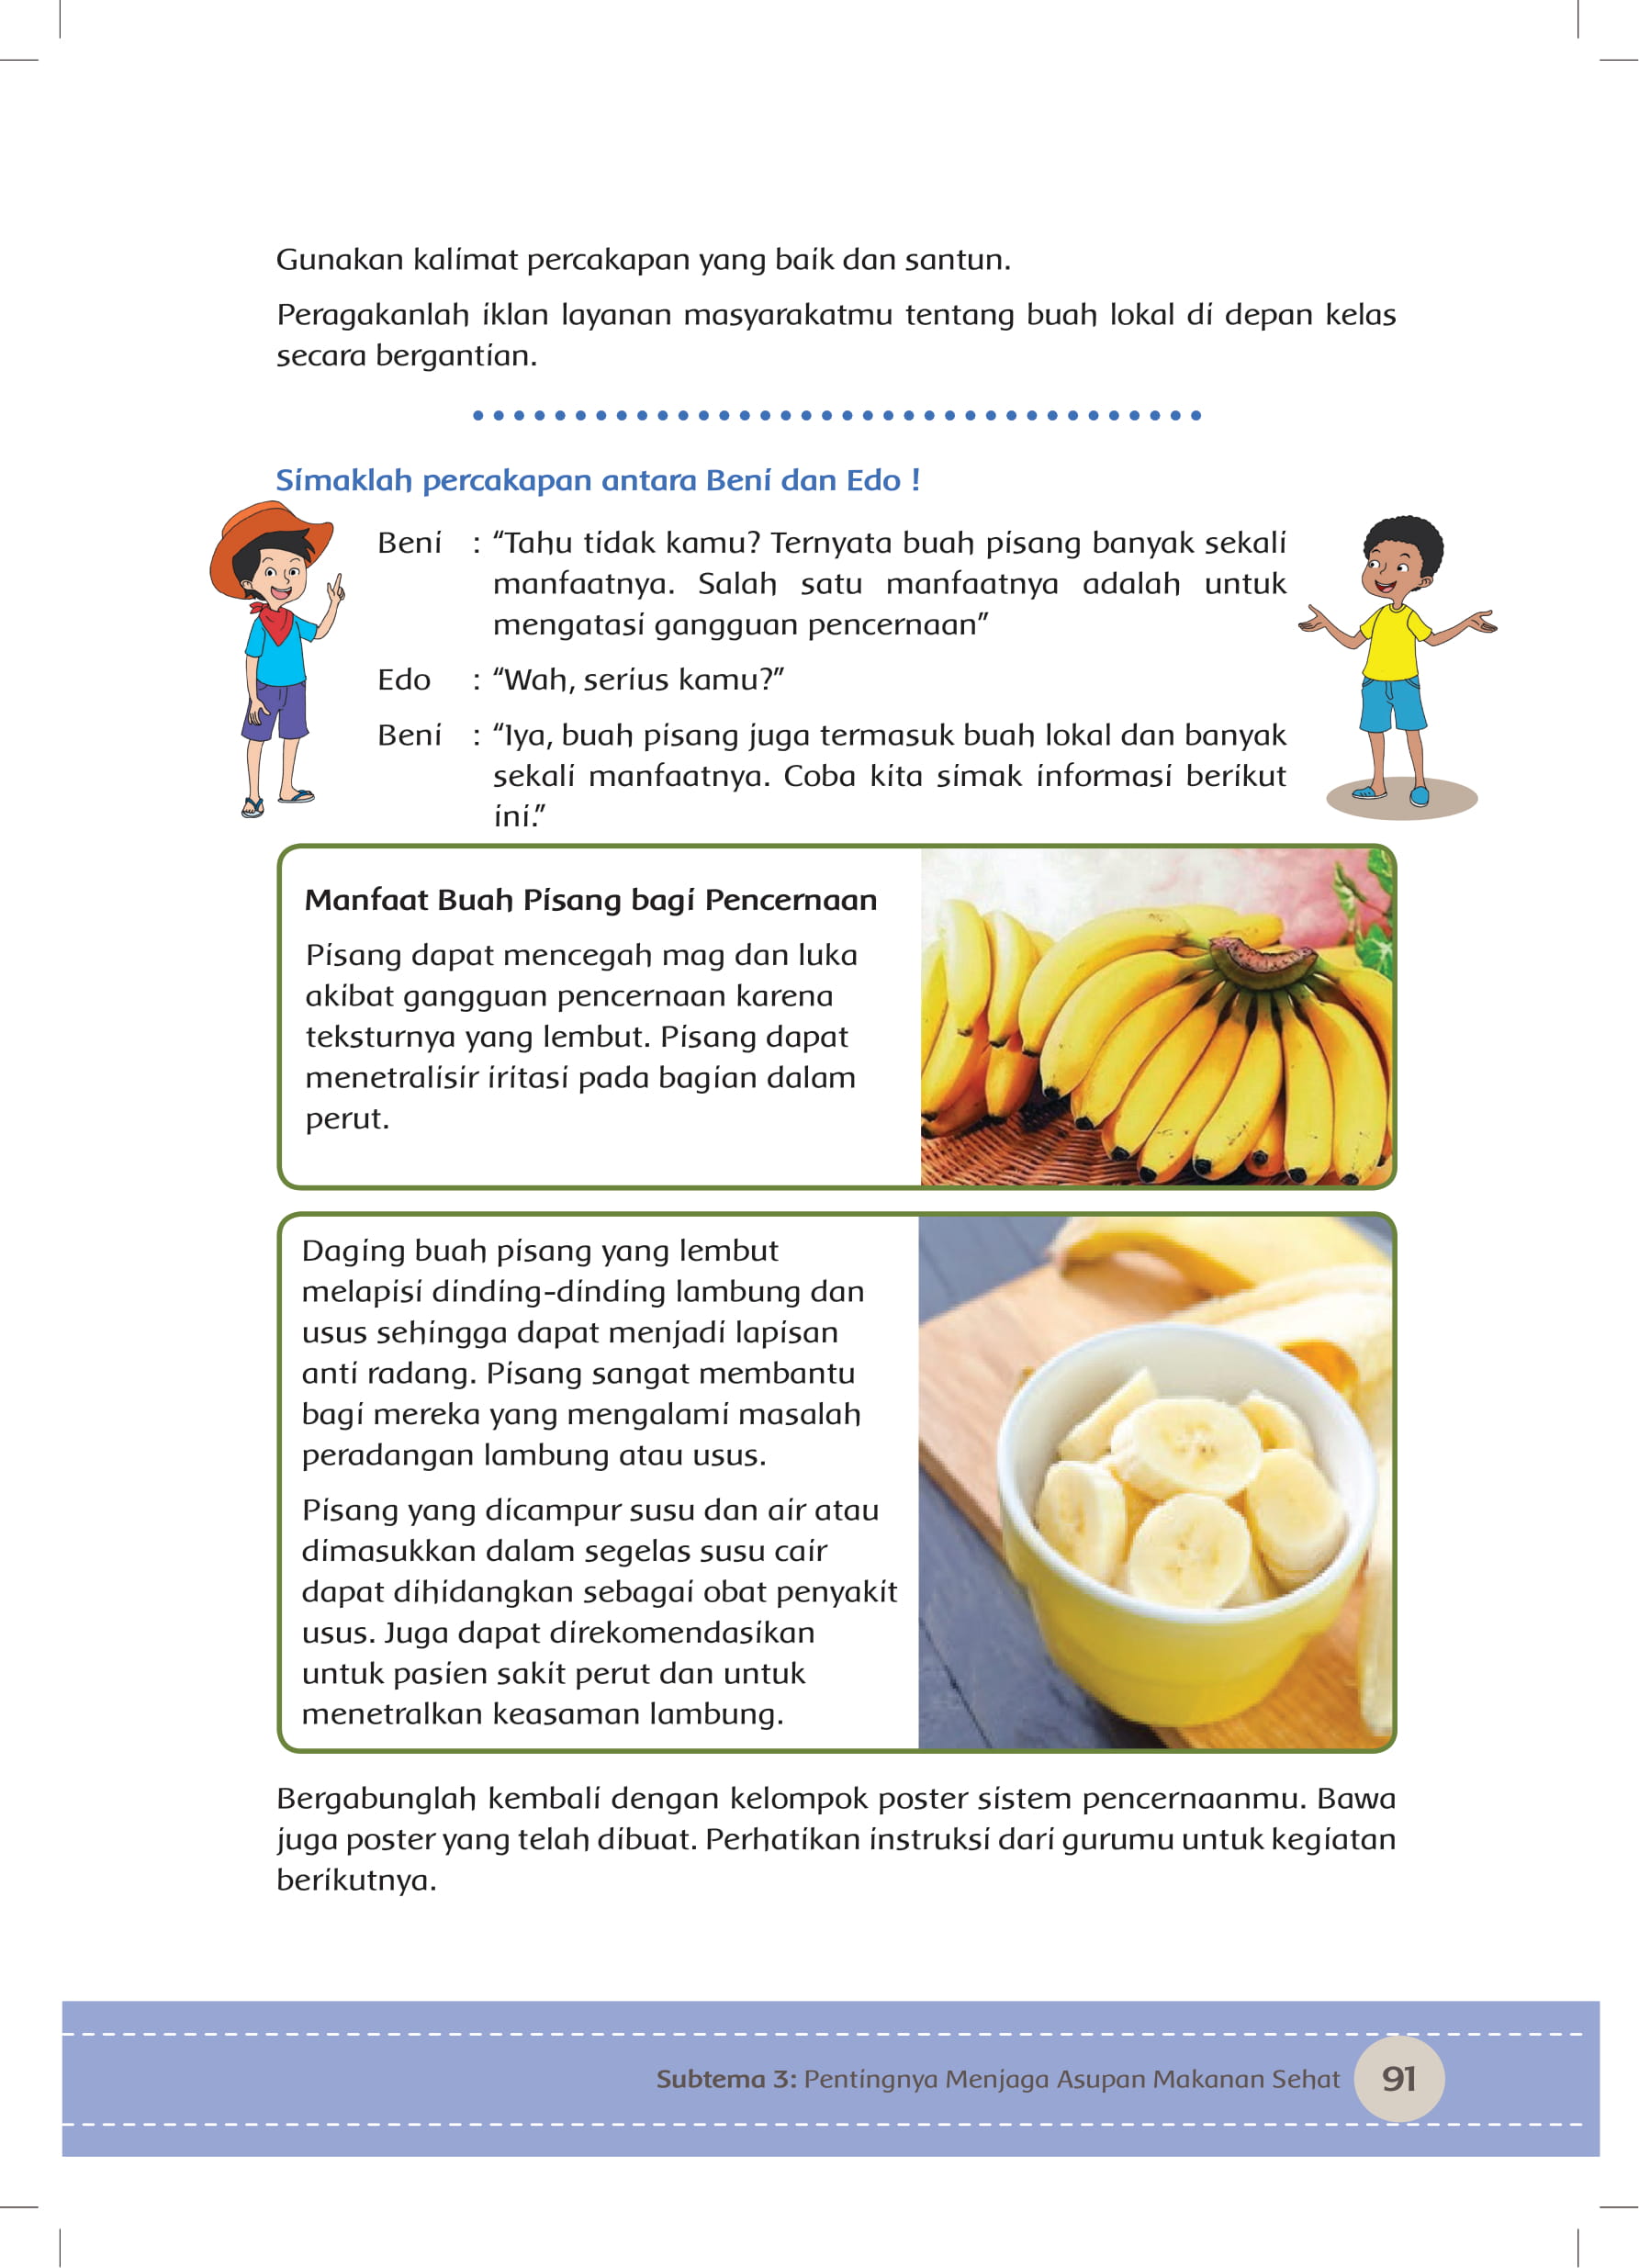 Gunakan kalimat percakapan yang baik dan santun.
Peragakanlah iklan layanan masyarakatmu tentang buah lokal di depan kelas
secara bergantian.
Simaklah percakapan antara Beni dan Edo !
Beni : “Tahu tidak kamu? Ternyata buah pisang banyak sekali
manfaatnya. Salah satu manfaatnya adalah untuk
mengatasi gangguan pencernaan”
Edo : “Wah, serius kamu?”
Beni : “Iya, buah pisang juga termasuk buah lokal dan banyak
sekali manfaatnya. Coba kita simak informasi berikut
ini.”
Manfaat Buah Pisang bagi Pencernaan
Pisang dapat mencegah mag dan luka
akibat gangguan pencernaan karena
teksturnya yang lembut. Pisang dapat
menetralisir iritasi pada bagian dalam
perut.
Daging buah pisang yang lembut
melapisi dinding-dinding lambung dan
usus sehingga dapat menjadi lapisan
anti radang. Pisang sangat membantu
bagi mereka yang mengalami masalah
peradangan lambung atau usus.
Pisang yang dicampur susu dan air atau
dimasukkan dalam segelas susu cair
dapat dihidangkan sebagai obat penyakit
usus. Juga dapat direkomendasikan
untuk pasien sakit perut dan untuk
menetralkan keasaman lambung.
Bergabunglah kembali dengan kelompok poster sistem pencernaanmu. Bawa
juga poster yang telah dibuat. Perhatikan instruksi dari gurumu untuk kegiatan
berikutnya.
Subtema 3: Pentingnya Menjaga Asupan Makanan Sehat 91